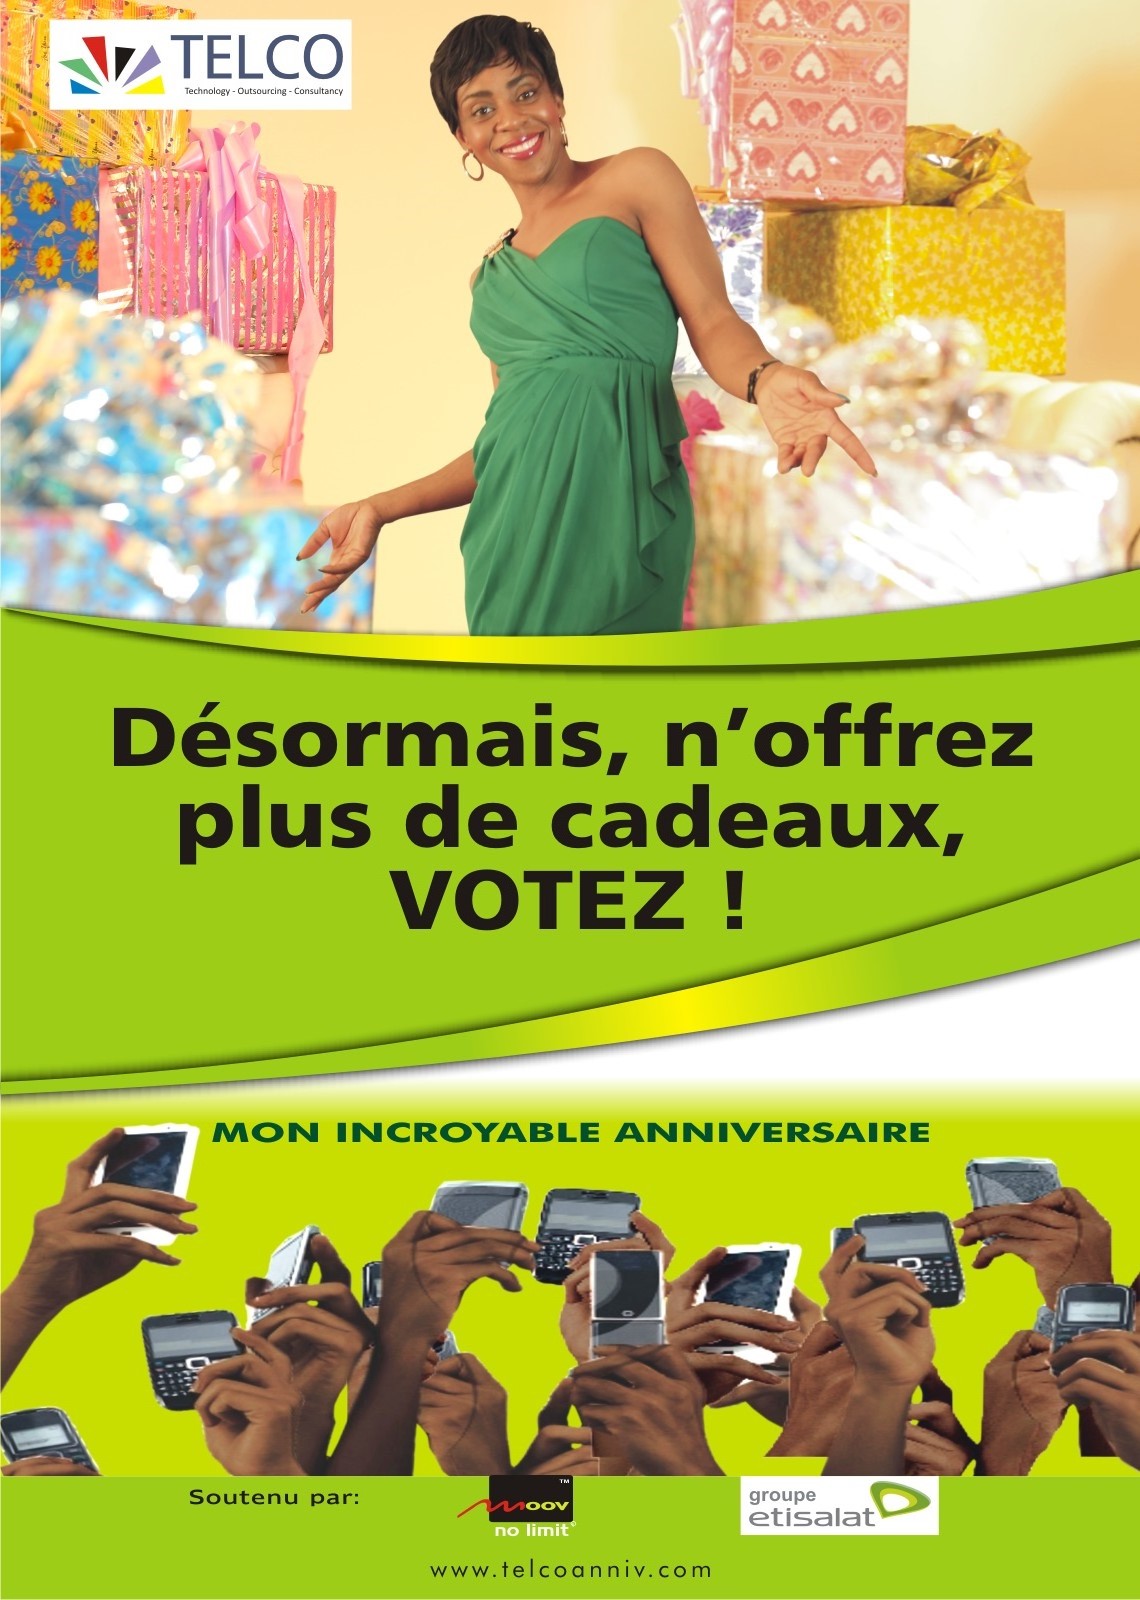 TELCO
Technology - Outsourcing - Consultancy
Désormais, n’offrez
plus de cadeaux,
VOTEZ !
MON INCROYABLE ANNIVERSAIRE
Soutenu par:
moov
TM
no limit©
groupe
etisalat
www.telcoanniv.com